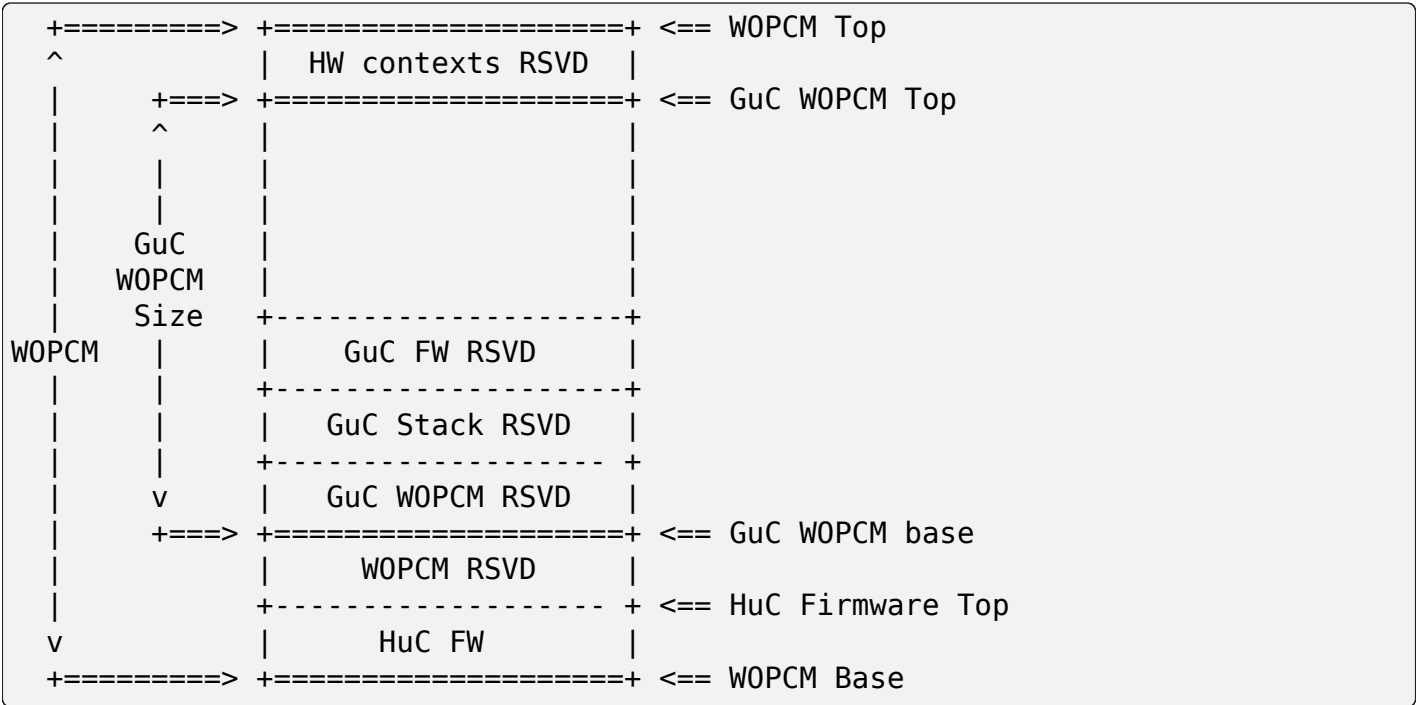 +=========> +====================+ <== WOPCM Top
^ | HW contexts RSVD |
| +===> +====================+ <== GuC WOPCM Top
| ^ | |
| | | |
| | | |
| GuC | |
| WOPCM | |
| Size +--------------------+
WOPCM | | GuC FW RSVD |
| | +--------------------+
| | | GuC Stack RSVD |
| | +------------------- +
| v | GuC WOPCM RSVD |
| +===> +====================+ <== GuC WOPCM base
| | WOPCM RSVD |
| +------------------- + <== HuC Firmware Top
v | HuC FW |
+=========> +====================+ <== WOPCM Base